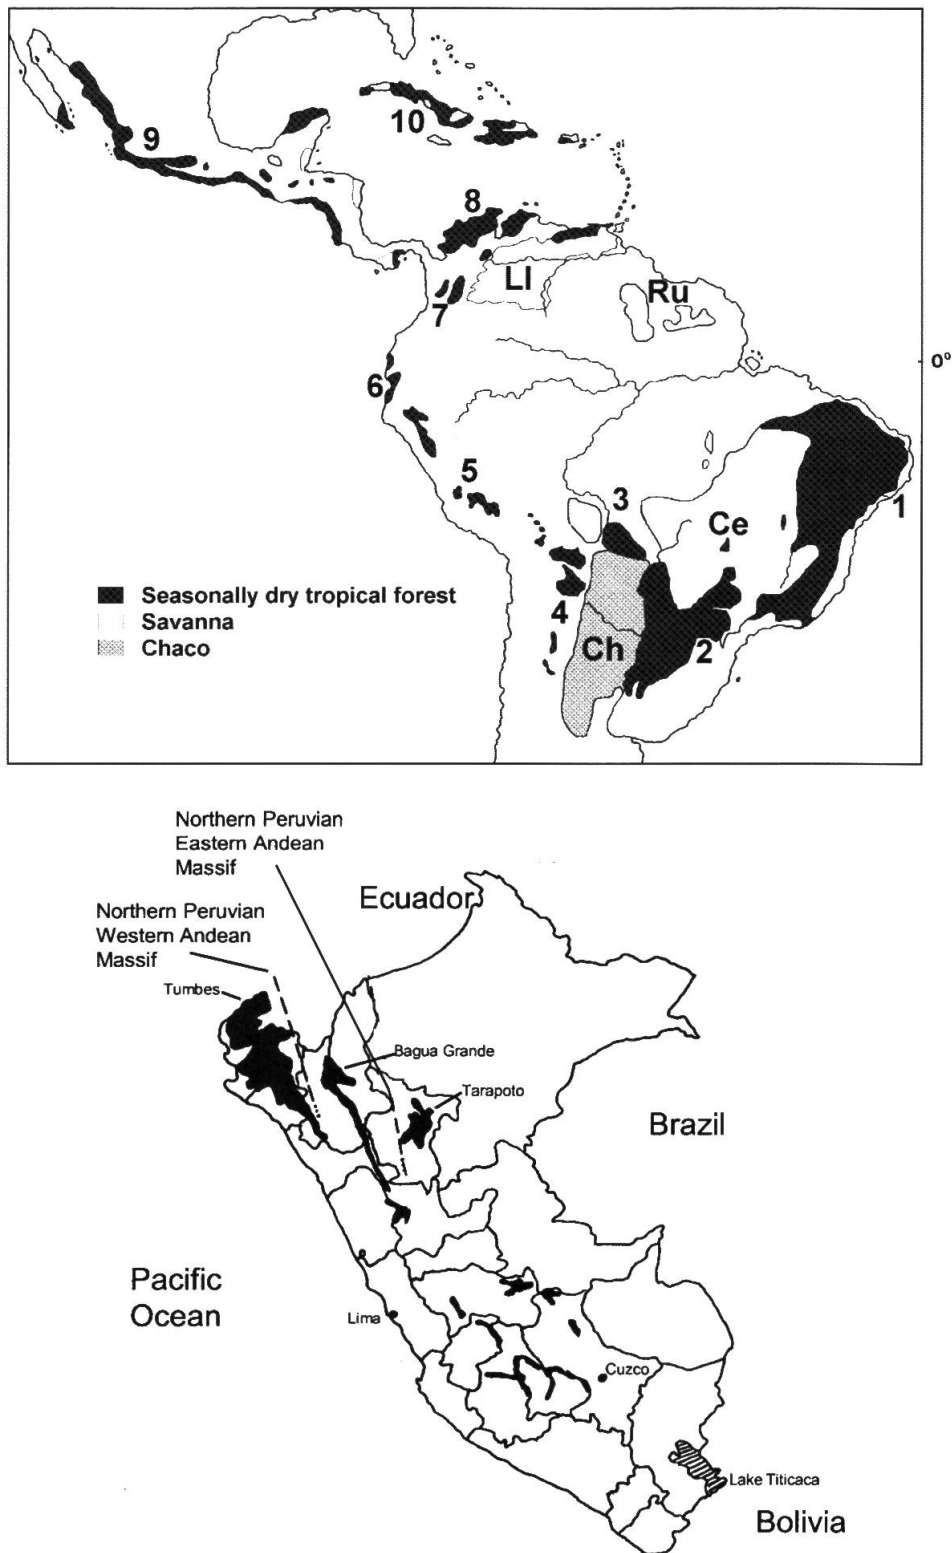 10
9
8
Ll
Ru
7
0º
6
5
3
1
Ce
Seasonally dry tropical forest
Savanna
Chaco
4
Ch
2
Northern Peruvian
Eastern Andean
Massif
Ecuador
Northern Peruvian
Western Andean
Massif
Tumbes
Bagua Grande
Tarapoto
Brazil
Pacific
Ocean
Lima
Cuzco
Lake Titicaca
Bolivia